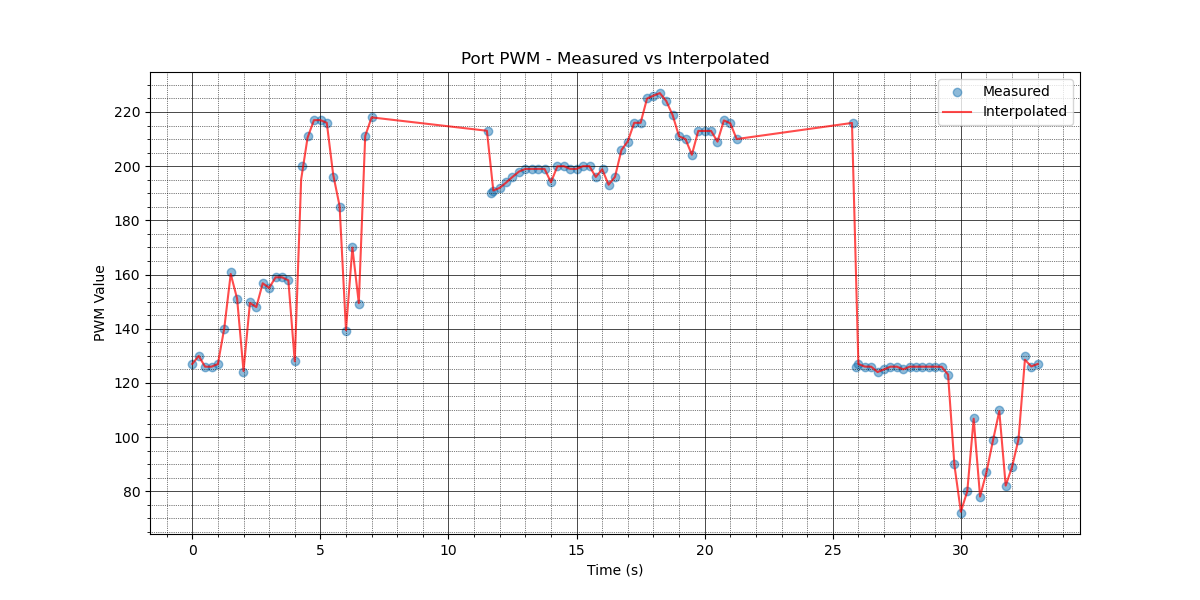 Port PWM - Measured vs Interpolated
Measured
Interpolated
PWM Value
220
200
180
160
140
120
100
80
0 5 10 15 20 25 30
Time (s)